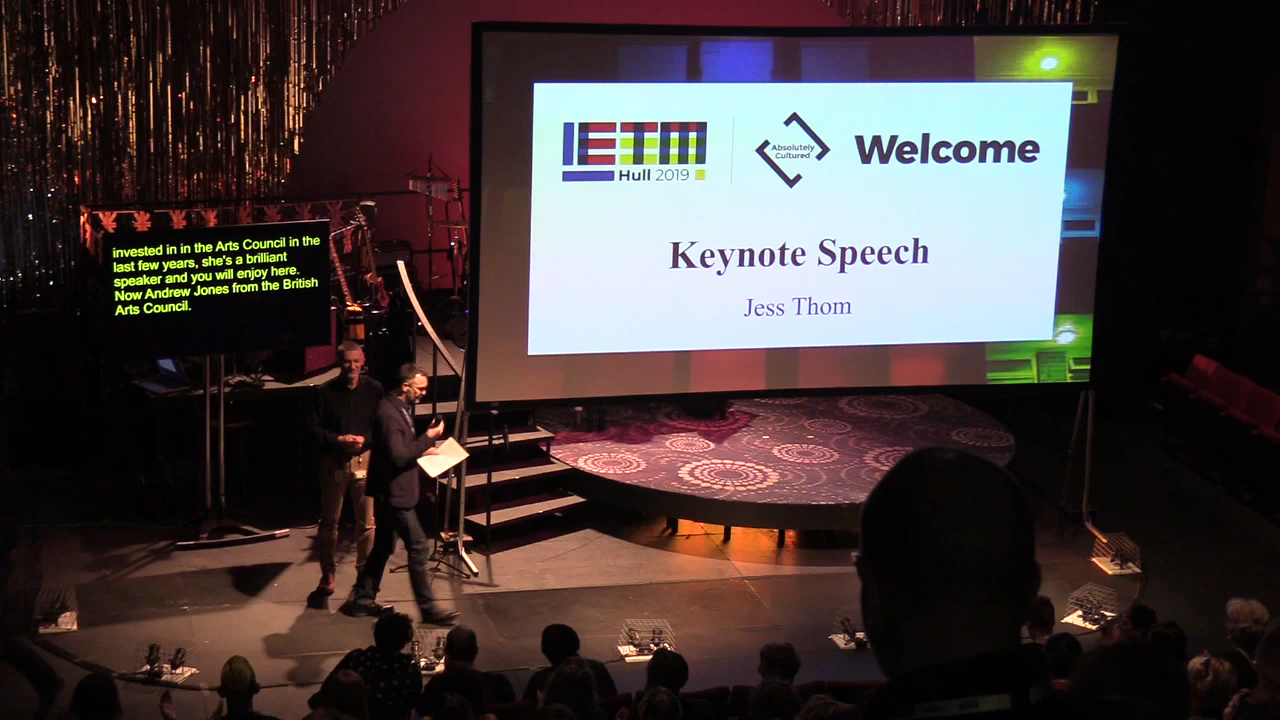 invested in in the Arts Council in the
last few years, she's a brilliant
speaker and you will enjoy here.
Now Andrew Jones from the British
Arts Council.
IETM
Hull 2019
Absolutely
Cultured
Welcome
Keynote Speech
Jess Thom